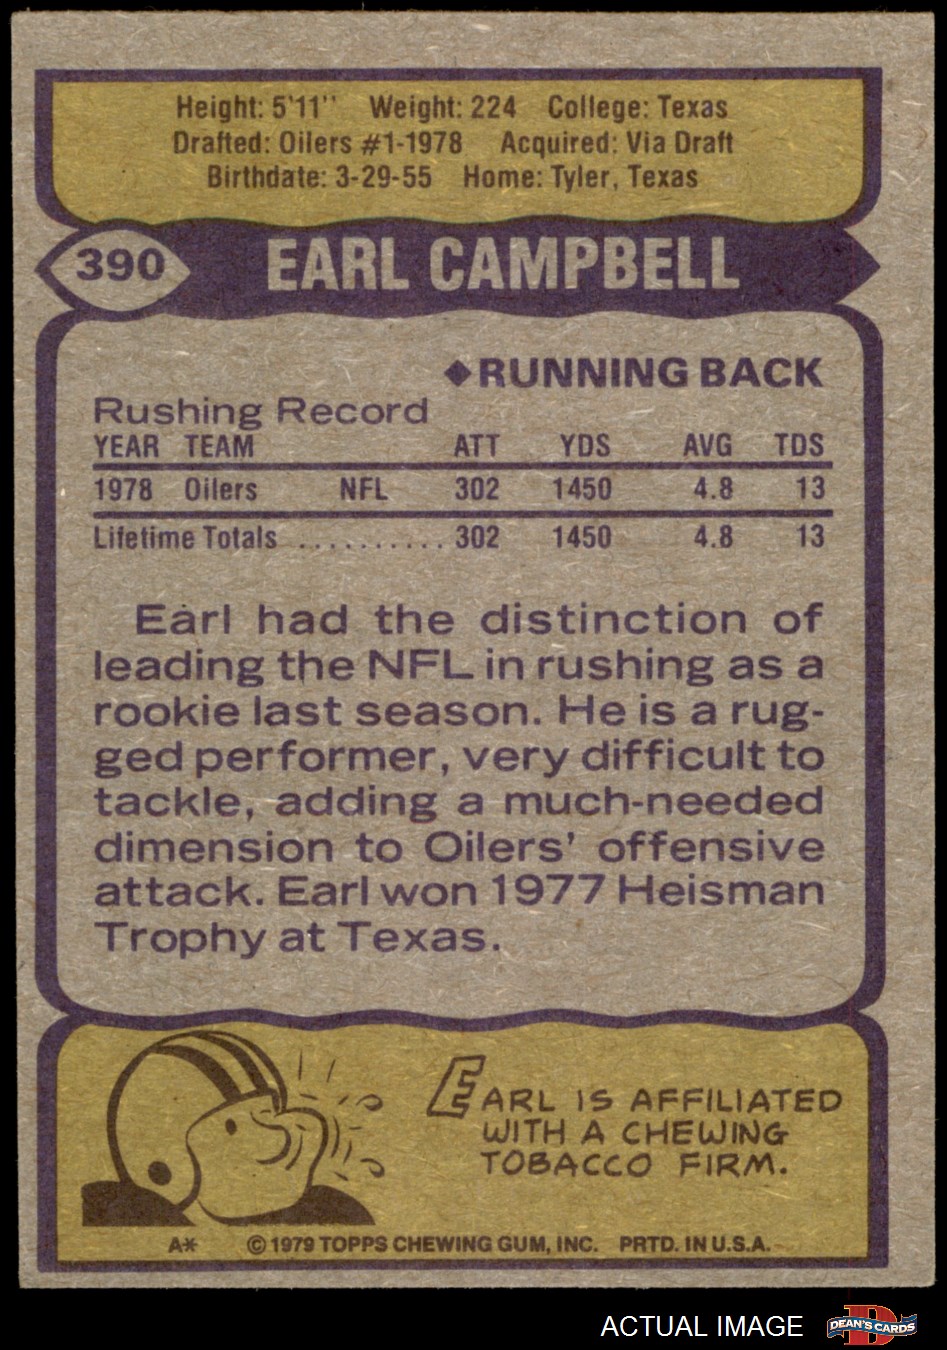 Height: 5'11'' Weight: 224 College: Texas
Drafted: Oilers #1-1978 Acquired: Via Draft
Birthdate: 3-29-55 Home: Tyler, Texas
390 EARL CAMPBELL
◆RUNNING BACK
Rushing Record
YEAR TEAM ATT YDS AVG TDS
1978 Oilers NFL 302 1450 4.8 13
Lifetime Totals .......... 302 1450 4.8 13
Earl had the distinction of
leading the NFL in rushing as a
rookie last season. He is a rug-
ged performer, very difficult to
tackle, adding a much-needed
dimension to Oilers' offensive
attack. Earl won 1977 Heisman
Trophy at Texas.
EARL IS AFFILIATED
WITH A CHEWING
TOBACCO FIRM.
A* © 1979 TOPPS CHEWING GUM, INC. PRTD. IN U.S.A.
ACTUAL IMAGE D DEAN'S CARDS